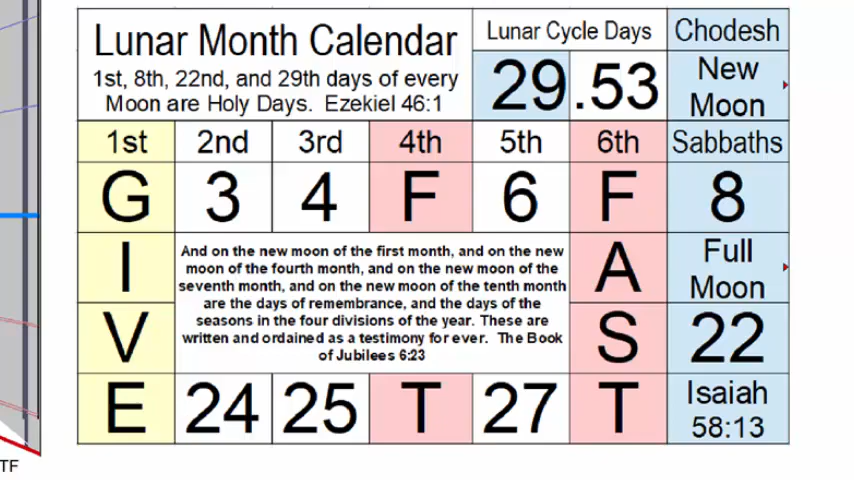 Lunar Month Calendar
1st, 8th, 22nd, and 29th days of every
Moon are Holy Days. Ezekiel 46:1
Lunar Cycle Days
29 .53
Chodesh
New
Moon
1st 2nd 3rd 4th 5th 6th Sabbaths
G 3 4 F 6 F 8
I
And on the new moon of the first month, and on the new
moon of the fourth month, and on the new moon of the
seventh month, and on the new moon of the tenth month
are the days of remembrance, and the days of the
seasons in the four divisions of the year. These are
written and ordained as a testimony for ever. The Book
of Jubilees 6:23
A
Full
Moon
V
S
22
E 24 25 T 27 T
Isaiah
58:13
TF